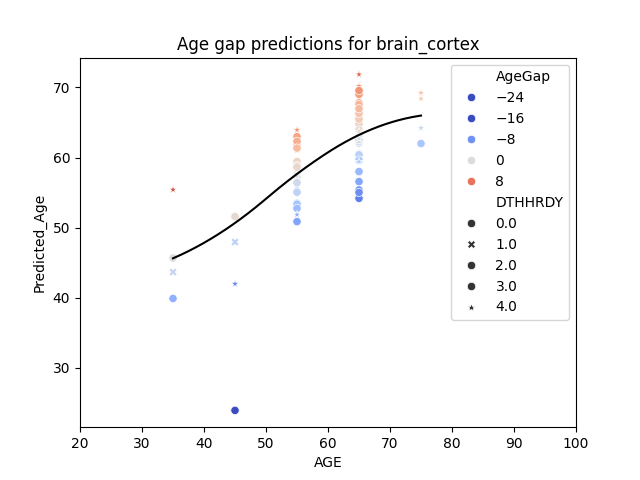 Age gap predictions for brain_cortex
Predicted_Age
70
60
50
40
30
20 30 40 50 60 70 80 90 100
AGE
AgeGap
−24
−16
−8
0
8
DTHHRDY
0.0
1.0
2.0
3.0
4.0